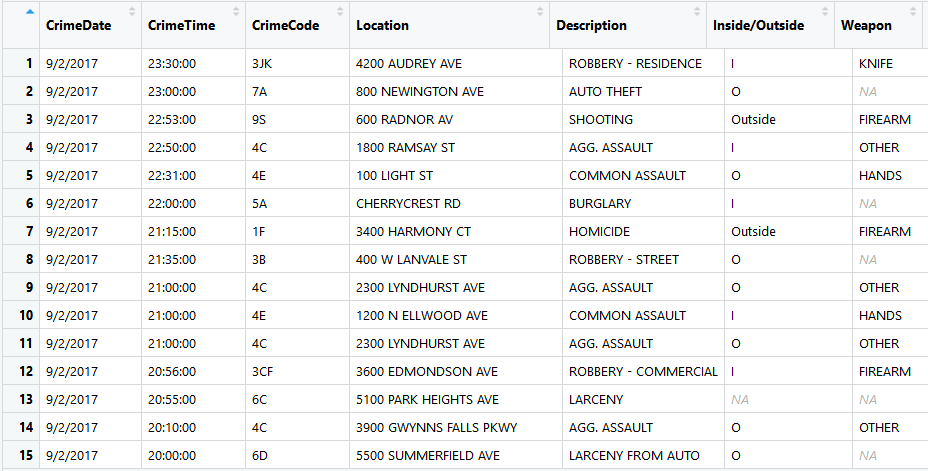 CrimeDate CrimeTime CrimeCode Location Description Inside/Outside Weapon
1 9/2/2017 23:30:00 3JK 4200 AUDREY AVE ROBBERY - RESIDENCE I KNIFE
2 9/2/2017 23:00:00 7A 800 NEWINGTON AVE AUTO THEFT O NA
3 9/2/2017 22:53:00 9S 600 RADNOR AV SHOOTING Outside FIREARM
4 9/2/2017 22:50:00 4C 1800 RAMSAY ST AGG. ASSAULT I OTHER
5 9/2/2017 22:31:00 4E 100 LIGHT ST COMMON ASSAULT O HANDS
6 9/2/2017 22:00:00 5A CHERRYCREST RD BURGLARY I NA
7 9/2/2017 21:15:00 1F 3400 HARMONY CT HOMICIDE Outside FIREARM
8 9/2/2017 21:35:00 3B 400 W LANVALE ST ROBBERY - STREET O NA
9 9/2/2017 21:00:00 4C 2300 LYNDHURST AVE AGG. ASSAULT O OTHER
10 9/2/2017 21:00:00 4E 1200 N ELLWOOD AVE COMMON ASSAULT I HANDS
11 9/2/2017 21:00:00 4C 2300 LYNDHURST AVE AGG. ASSAULT O OTHER
12 9/2/2017 20:56:00 3CF 3600 EDMONDSON AVE ROBBERY - COMMERCIAL I FIREARM
13 9/2/2017 20:55:00 6C 5100 PARK HEIGHTS AVE LARCENY NA NA
14 9/2/2017 20:10:00 4C 3900 GWYNNS FALLS PKWY AGG. ASSAULT O OTHER
15 9/2/2017 20:00:00 6D 5500 SUMMERFIELD AVE LARCENY FROM AUTO O NA